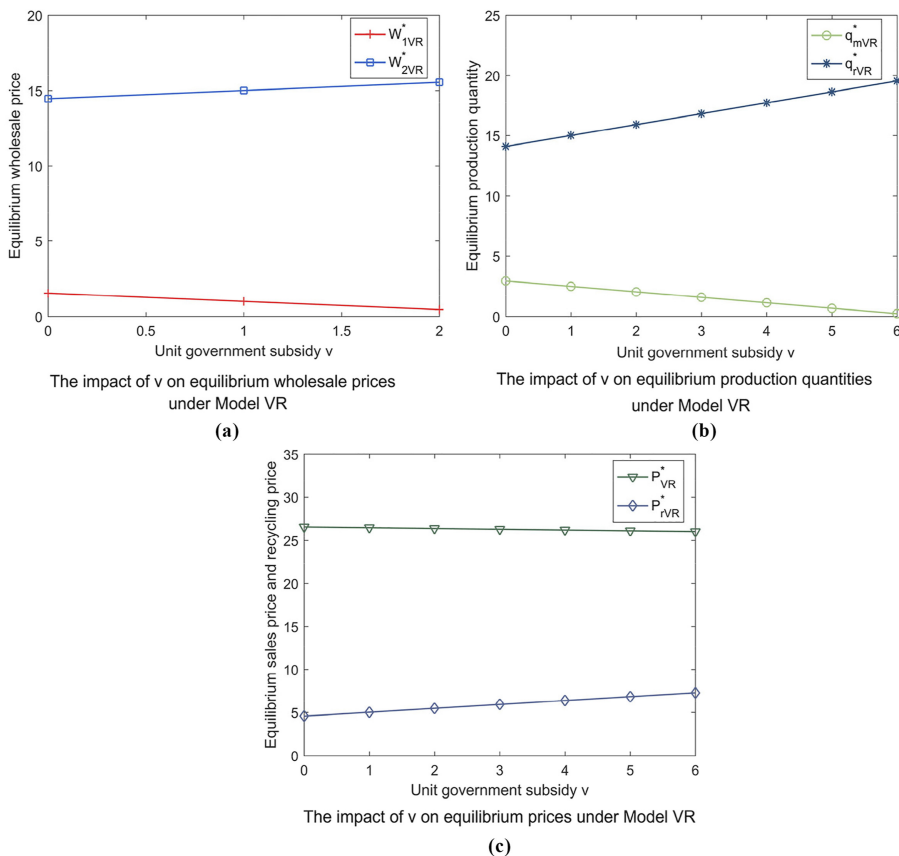 20
15
10
5
0
Equilibrium wholesale price
W*1VR
W*2VR
0 0.5 1 1.5 2
Unit government subsidy v
The impact of v on equilibrium wholesale prices
under Model VR
(a)
25
20
15
10
5
0
Equilibrium production quantity
q*mVR
q*rVR
0 1 2 3 4 5 6
Unit government subsidy v
The impact of v on equilibrium production quantities
under Model VR
(b)
35
30
25
20
15
10
5
0
Equilibrium sales price and recycling price
P*VR
P*rVR
0 1 2 3 4 5 6
Unit government subsidy v
The impact of v on equilibrium prices under Model VR
(c)